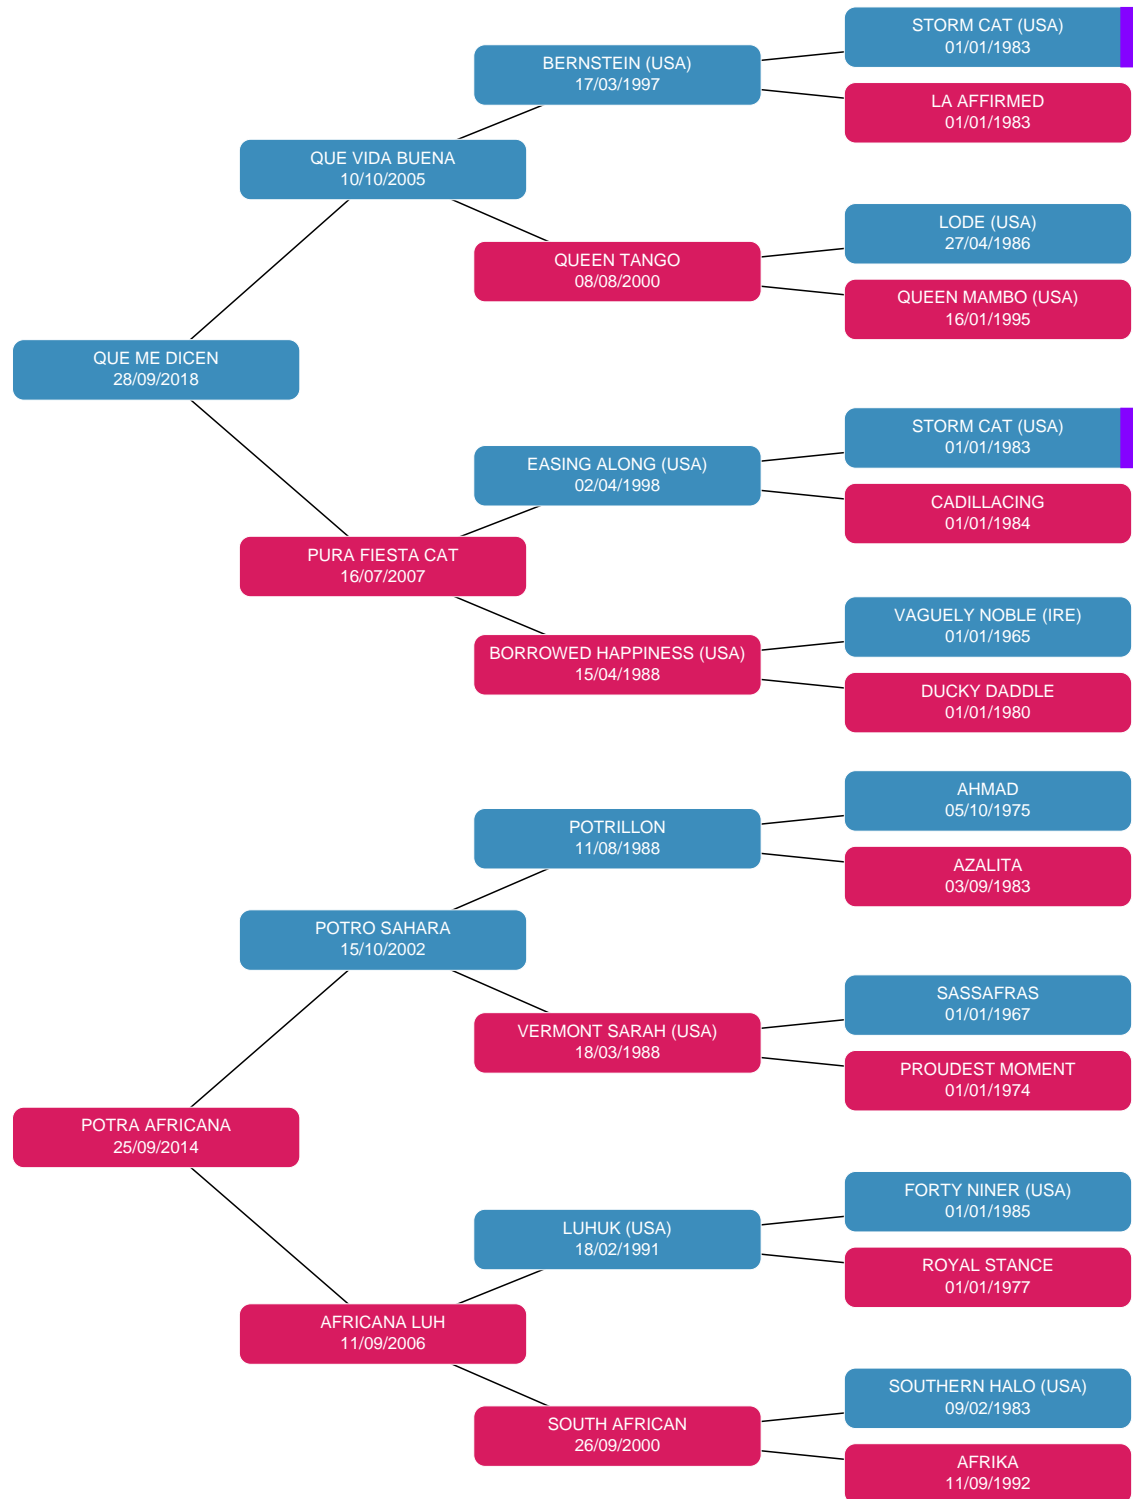 STORM CAT (USA)
01/01/1983
BERNSTEIN (USA)
17/03/1997
LA AFFIRMED
01/01/1983
QUE VIDA BUENA
10/10/2005
LODE (USA)
27/04/1986
QUEEN TANGO
08/08/2000
QUEEN MAMBO (USA)
16/01/1995
QUE ME DICEN
28/09/2018
STORM CAT (USA)
01/01/1983
EASING ALONG (USA)
02/04/1998
CADILLACING
01/01/1984
PURA FIESTA CAT
16/07/2007
VAGUELY NOBLE (IRE)
01/01/1965
BORROWED HAPPINESS (USA)
15/04/1988
DUCKY DADDLE
01/01/1980
AHMAD
05/10/1975
POTRILLON
11/08/1988
AZALITA
03/09/1983
POTRO SAHARA
15/10/2002
SASSAFRAS
01/01/1967
VERMONT SARAH (USA)
18/03/1988
PROUDEST MOMENT
01/01/1974
POTRA AFRICANA
25/09/2014
FORTY NINER (USA)
01/01/1985
LUHUK (USA)
18/02/1991
ROYAL STANCE
01/01/1977
AFRICANA LUH
11/09/2006
SOUTHERN HALO (USA)
09/02/1983
SOUTH AFRICAN
26/09/2000
AFRIKA
11/09/1992